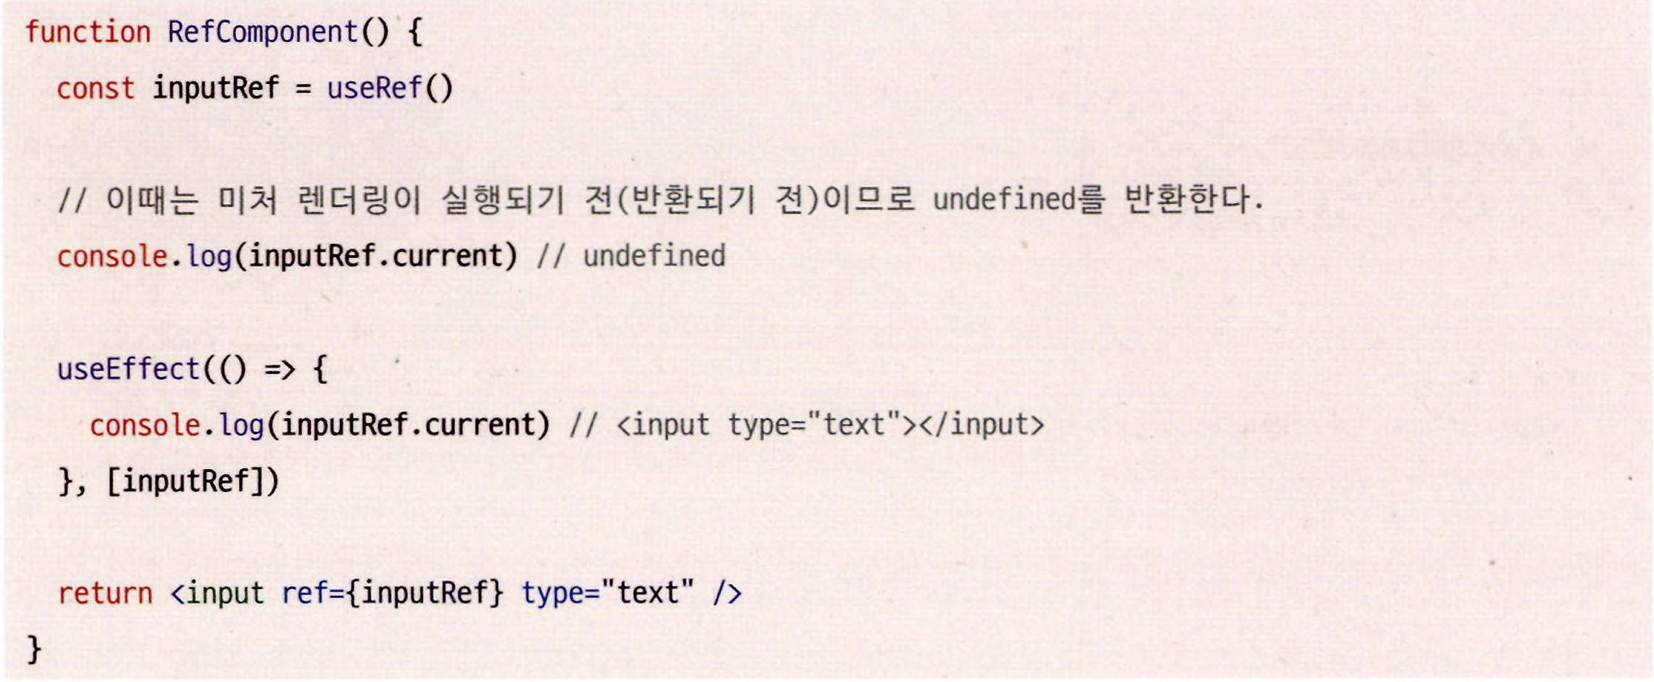 function RefComponent() {
  const inputRef = useRef()

  // 이때는 미처 렌더링이 실행되기 전(반환되기 전)이므로 undefined를 반환한다.
  console.log(inputRef.current) // undefined

  useEffect(() => {
    console.log(inputRef.current) // <input type="text"></input>
  }, [inputRef])

  return <input ref={inputRef} type="text" />
}